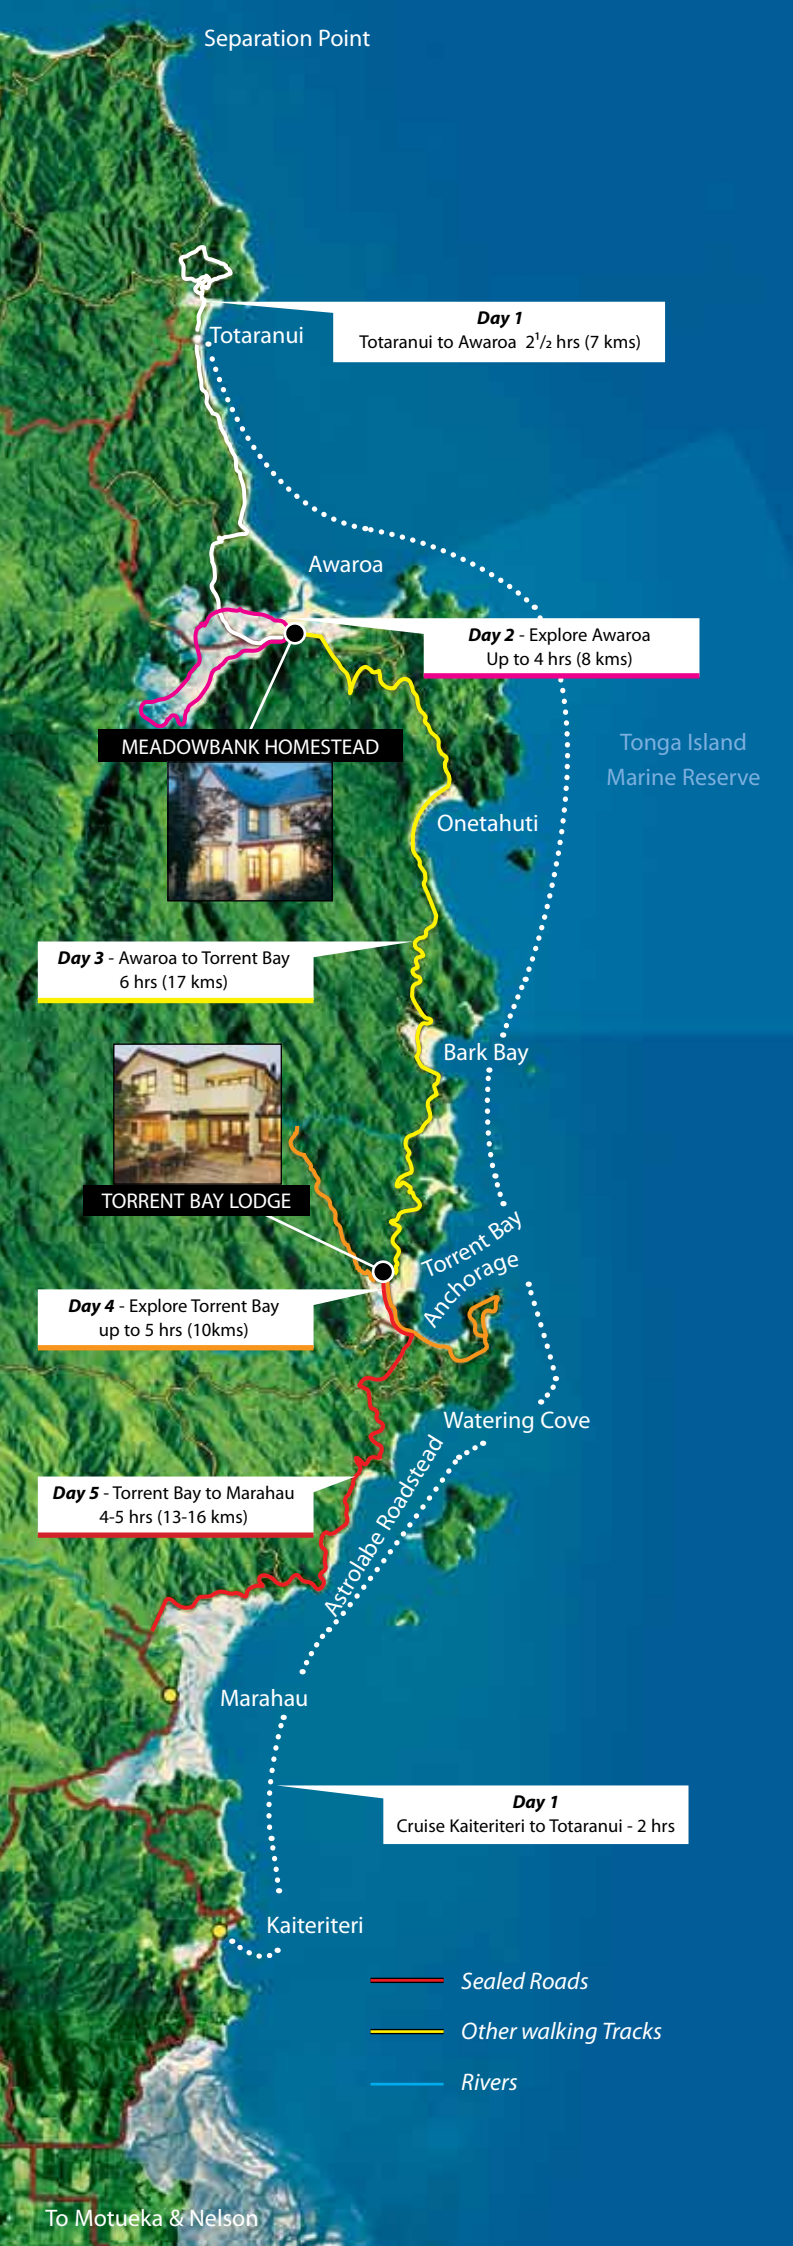 Separation Point
Day 1
Totaranui to Awaroa 2¹/₂ hrs (7 kms)
Totaranui
Awaroa
Day 2 - Explore Awaroa
Up to 4 hrs (8 kms)
MEADOWBANK HOMESTEAD
Tonga Island
Marine Reserve
Onetahuti
Day 3 - Awaroa to Torrent Bay
6 hrs (17 kms)
Bark Bay
TORRENT BAY LODGE
Torrent Bay
Anchorage
Day 4 - Explore Torrent Bay
up to 5 hrs (10kms)
Watering Cove
Astrolabe Roadstead
Day 5 - Torrent Bay to Marahau
4-5 hrs (13-16 kms)
Marahau
Day 1
Cruise Kaiteriteri to Totaranui - 2 hrs
Kaiteriteri
Sealed Roads
Other walking Tracks
Rivers
To Motueka & Nelson